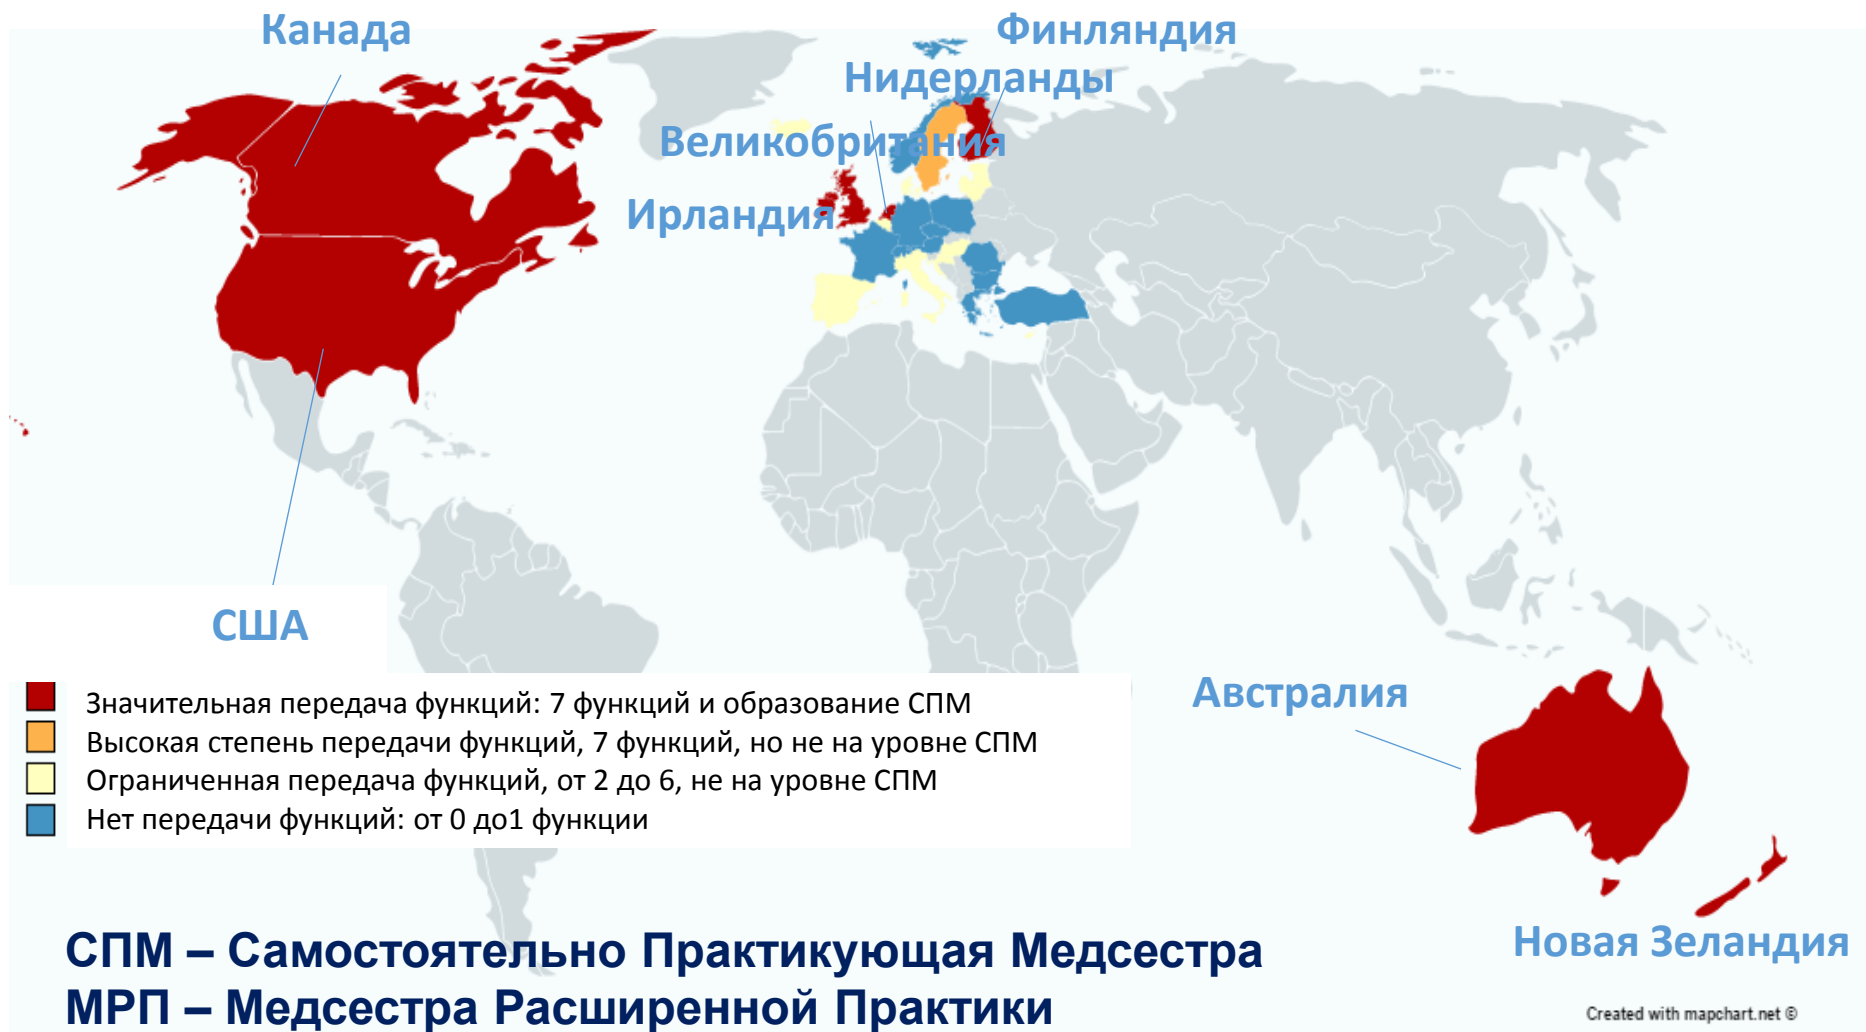 Канада
Финляндия
Нидерланды
Великобритания
Ирландия
США
Австралия
Значительная передача функций: 7 функций и образование СПМ
Высокая степень передачи функций, 7 функций, но не на уровне СПМ
Ограниченная передача функций, от 2 до 6, не на уровне СПМ
Нет передачи функций: от 0 до1 функции
Новая Зеландия
СПМ – Самостоятельно Практикующая Медсестра
МРП – Медсестра Расширенной Практики
Created with mapchart.net ©